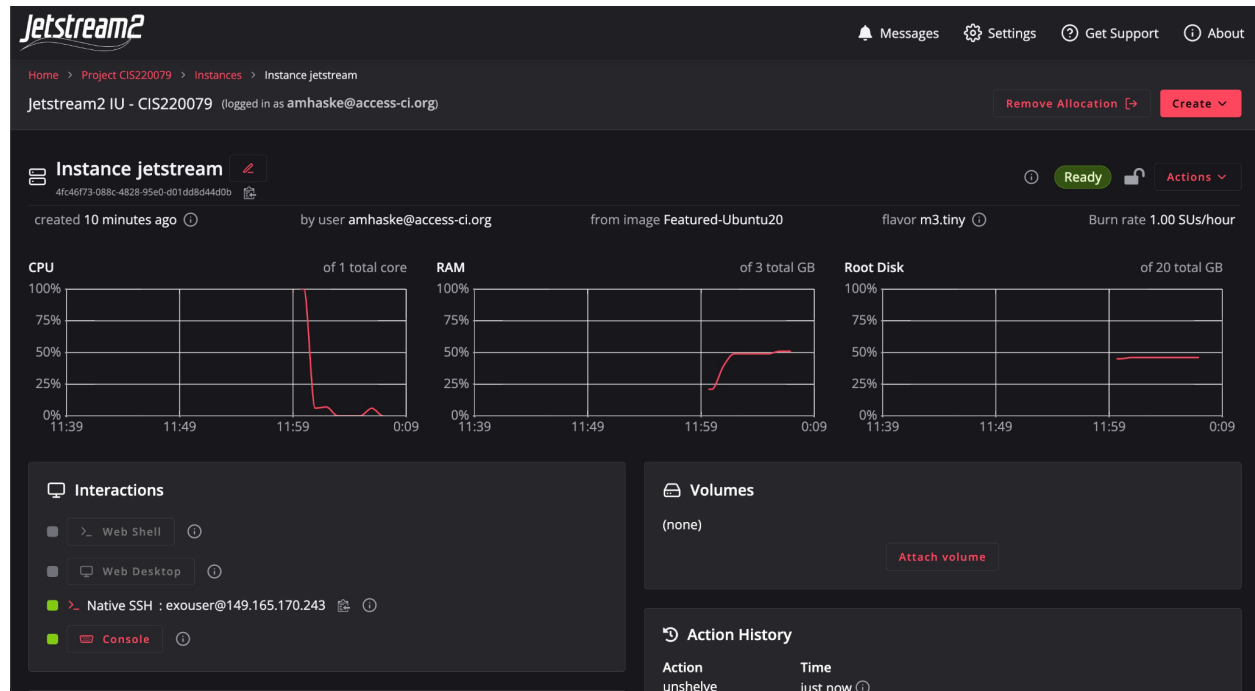 Jetstream2
Messages Settings Get Support About
Home > Project CIS220079 > Instances > Instance jetstream
Jetstream2 IU - CIS220079 (logged in as amhaske@access-ci.org)
Remove Allocation Create
Instance jetstream
4fc46f73-088c-4828-95e0-d01dd8d44d0b
Ready Actions
created 10 minutes ago by user amhaske@access-ci.org from image Featured-Ubuntu20 flavor m3.tiny Burn rate 1.00 SUs/hour
CPU of 1 total core
100%
75%
50%
25%
0%
11:39 11:49 11:59 0:09
RAM of 3 total GB
100%
75%
50%
25%
0%
11:39 11:49 11:59 0:09
Root Disk of 20 total GB
100%
75%
50%
25%
0%
11:39 11:49 11:59 0:09
Interactions
>_ Web Shell
Web Desktop
>_ Native SSH : exouser@149.165.170.243
Console
Volumes
(none)
Attach volume
Action History
Action Time
unshelve just now